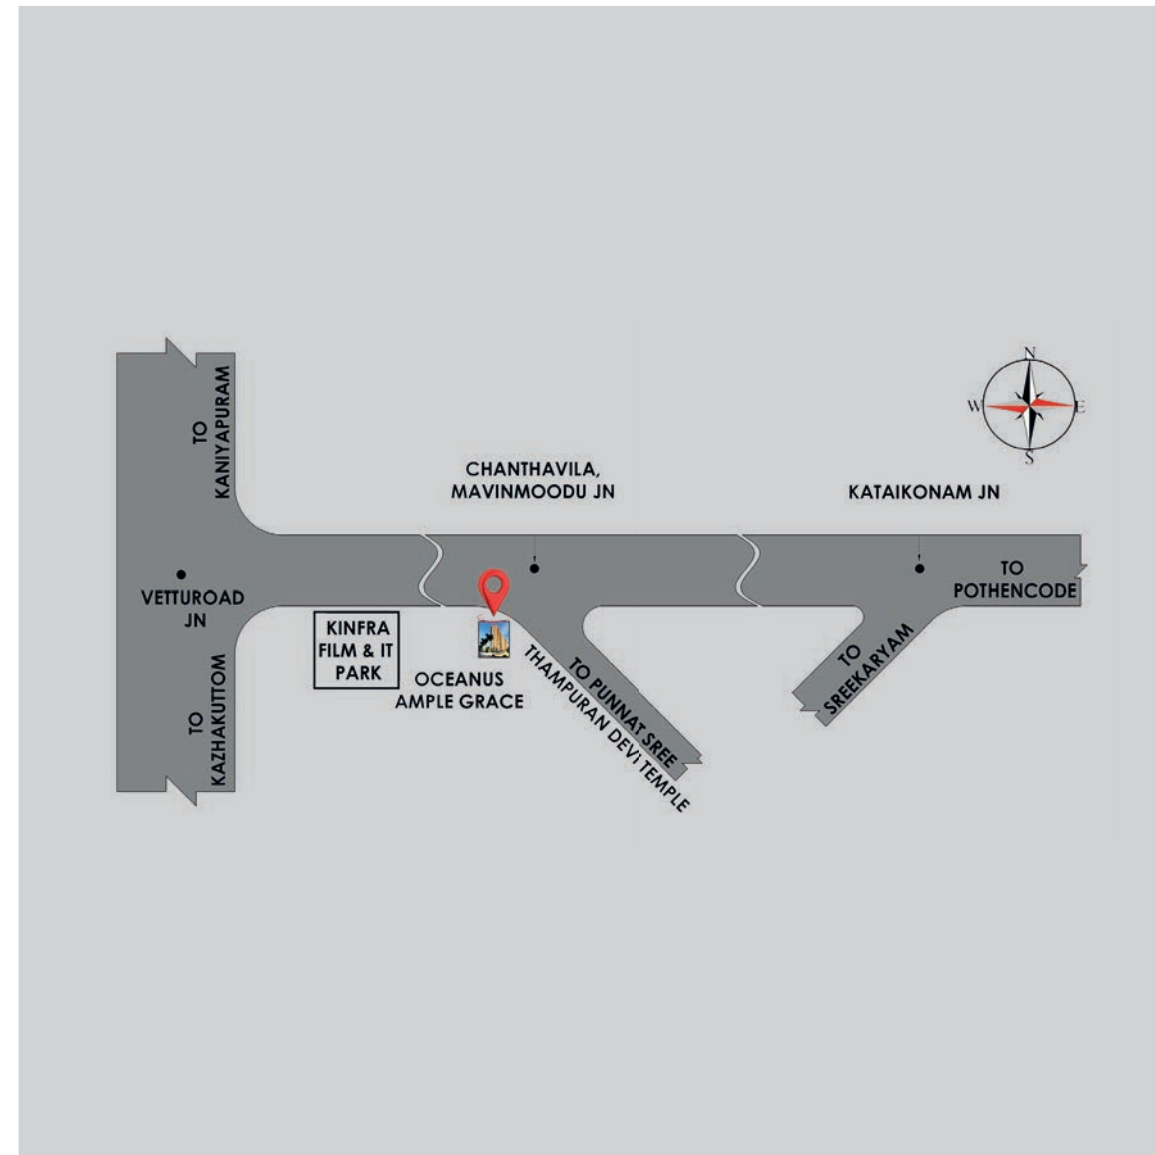 N
W
E
S
TO
KANIYAPURAM
CHANTHAVILA,
MAVINMOODU JN
KATAIKONAM JN
VETTUROAD
JN
TO
POTHENCODE
KINFRA
FILM & IT
PARK
OCEANUS
AMPLE GRACE
TO PUNNAT SREE
THAMPURAN DEVi TEMPLE
TO
SREEKARYAM
TO
KAZHAKUTTOM